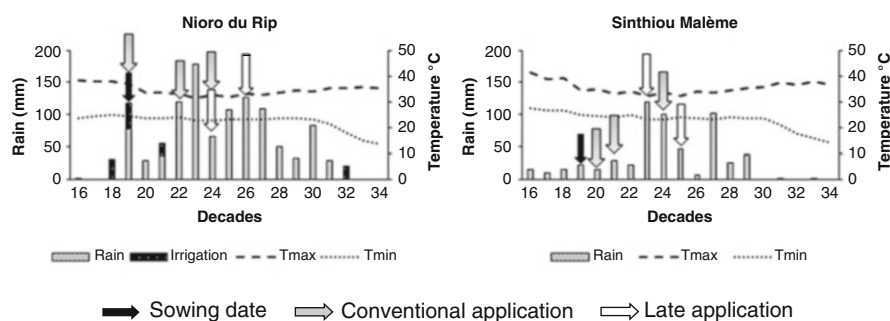 Nioro du Rip
200
150
100
50
0
Rain (mm)
50
40
30
20
10
0
Temperature °C
16 18 20 22 24 26 28 30 32 34
Decades
Rain Irrigation Tmax Tmin
Sinthiou Malème
200
150
100
50
0
Rain (mm)
50
40
30
20
10
0
Temperature °C
16 18 20 22 24 26 28 30 32 34
Decades
Rain Tmax Tmin
Sowing date Conventional application Late application